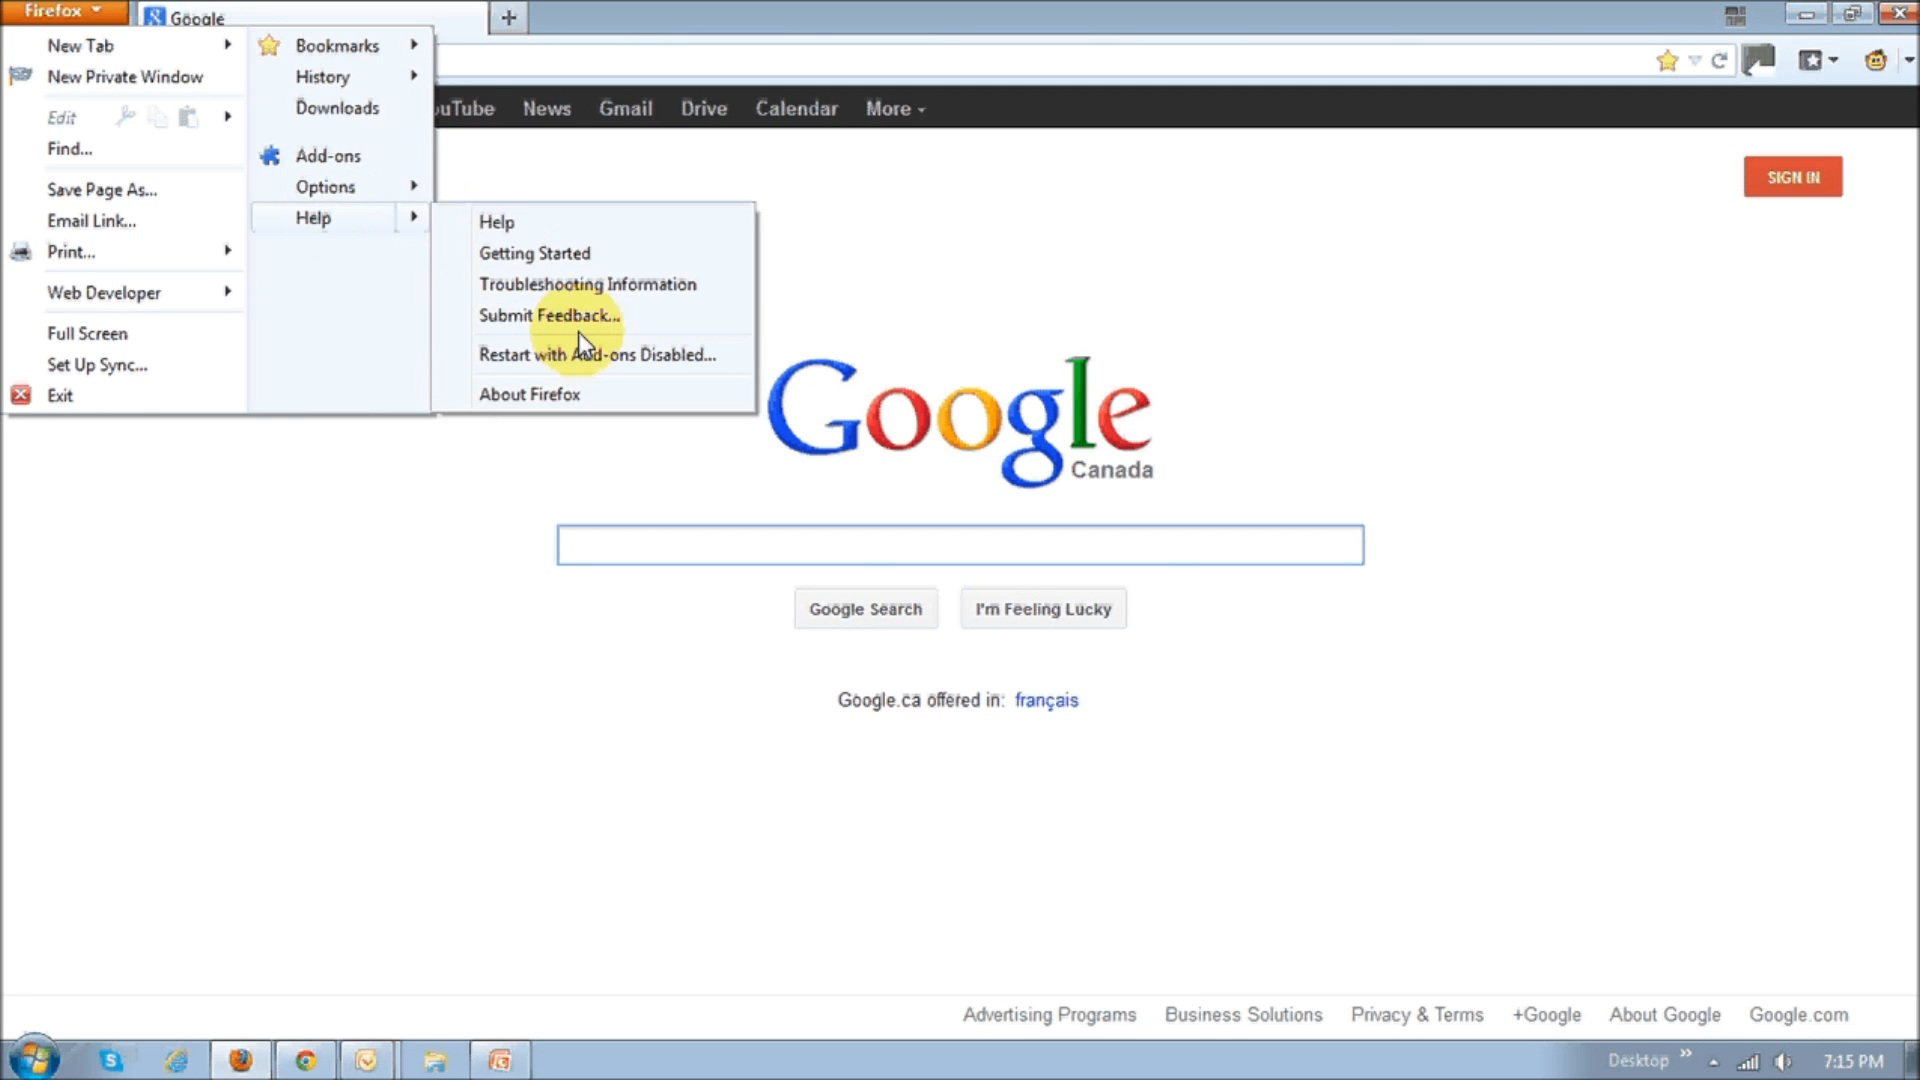 Firefox
Google
New Tab
New Private Window
Edit
Find...
Save Page As...
Email Link...
Print...
Web Developer
Full Screen
Set Up Sync...
Exit
Bookmarks
History
Downloads
Add-ons
Options
Help
Help
Getting Started
Troubleshooting Information
Submit Feedback...
Restart with Add-ons Disabled...
About Firefox
uTube News Gmail Drive Calendar More
SIGN IN
Google
Canada
Google Search I'm Feeling Lucky
Google.ca offered in: français
Advertising Programs Business Solutions Privacy & Terms +Google About Google Google.com
Desktop » 7:15 PM